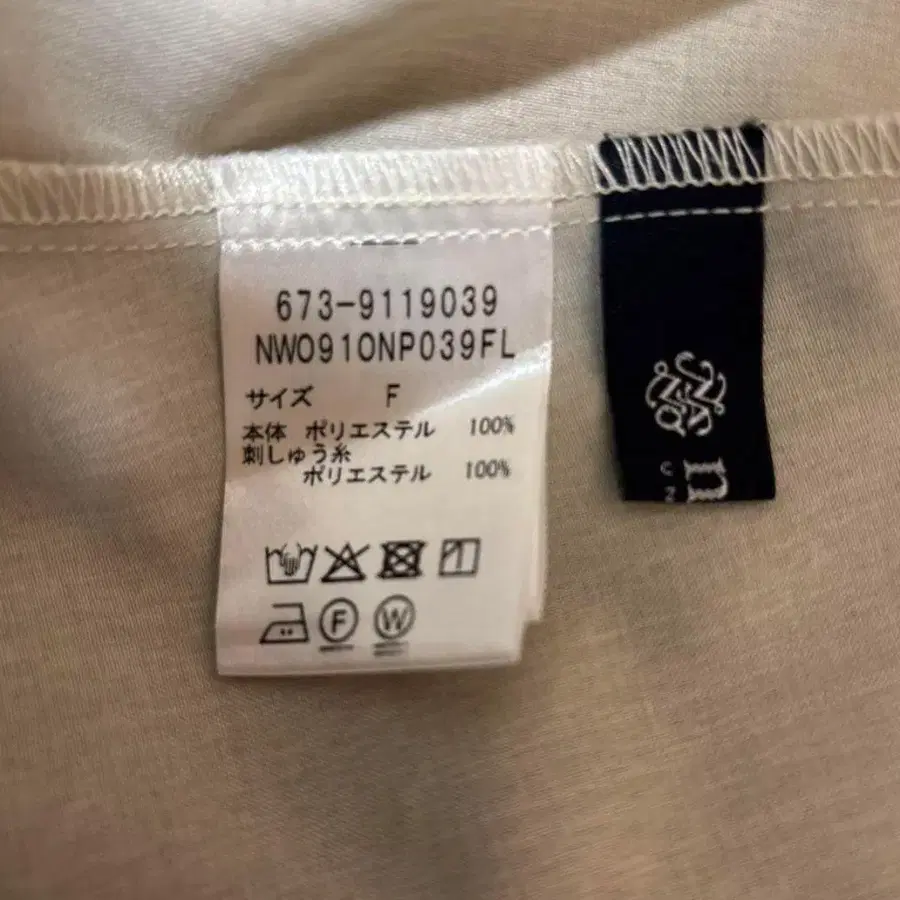 673-9119039
NW0910NP039FL
サイズ F
本体 ポリエステル 100%
刺しゅう糸
ポリエステル 100%
F
W
n